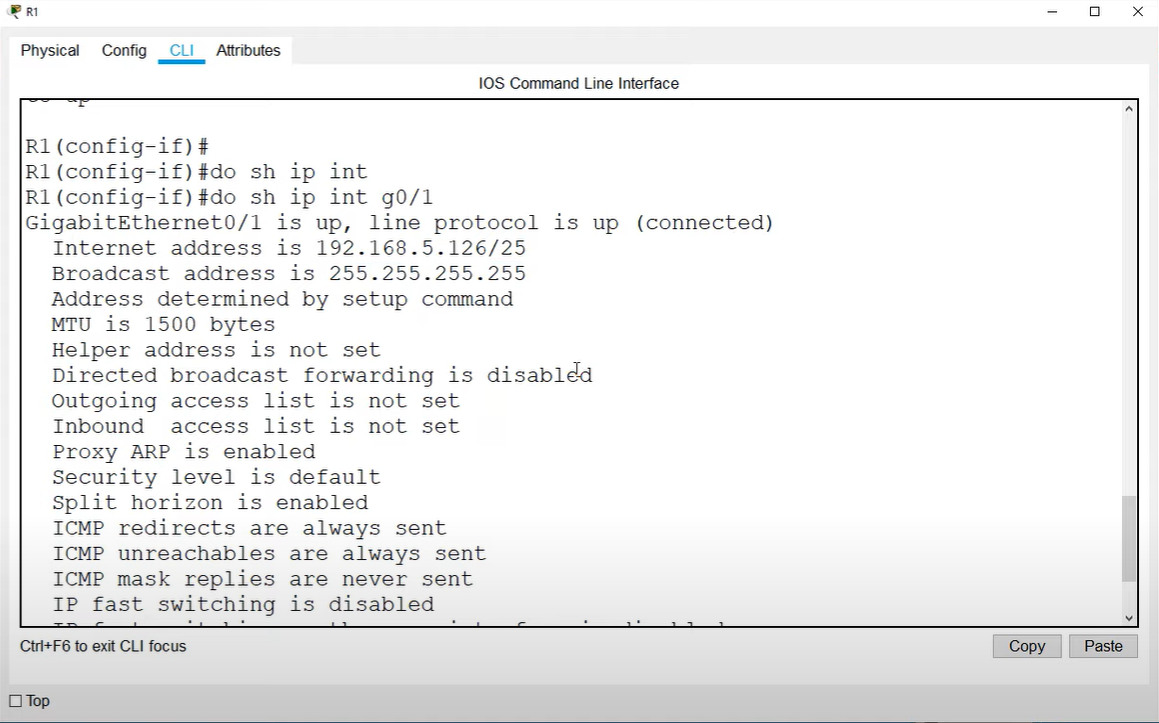 R1
Physical Config CLI Attributes
IOS Command Line Interface
R1(config-if)#
R1(config-if)#do sh ip int
R1(config-if)#do sh ip int g0/1
GigabitEthernet0/1 is up, line protocol is up (connected)
Internet address is 192.168.5.126/25
Broadcast address is 255.255.255.255
Address determined by setup command
MTU is 1500 bytes
Helper address is not set
Directed broadcast forwarding is disabled
Outgoing access list is not set
Inbound  access list is not set
Proxy ARP is enabled
Security level is default
Split horizon is enabled
ICMP redirects are always sent
ICMP unreachables are always sent
ICMP mask replies are never sent
IP fast switching is disabled
Ctrl+F6 to exit CLI focus
Copy Paste
Top